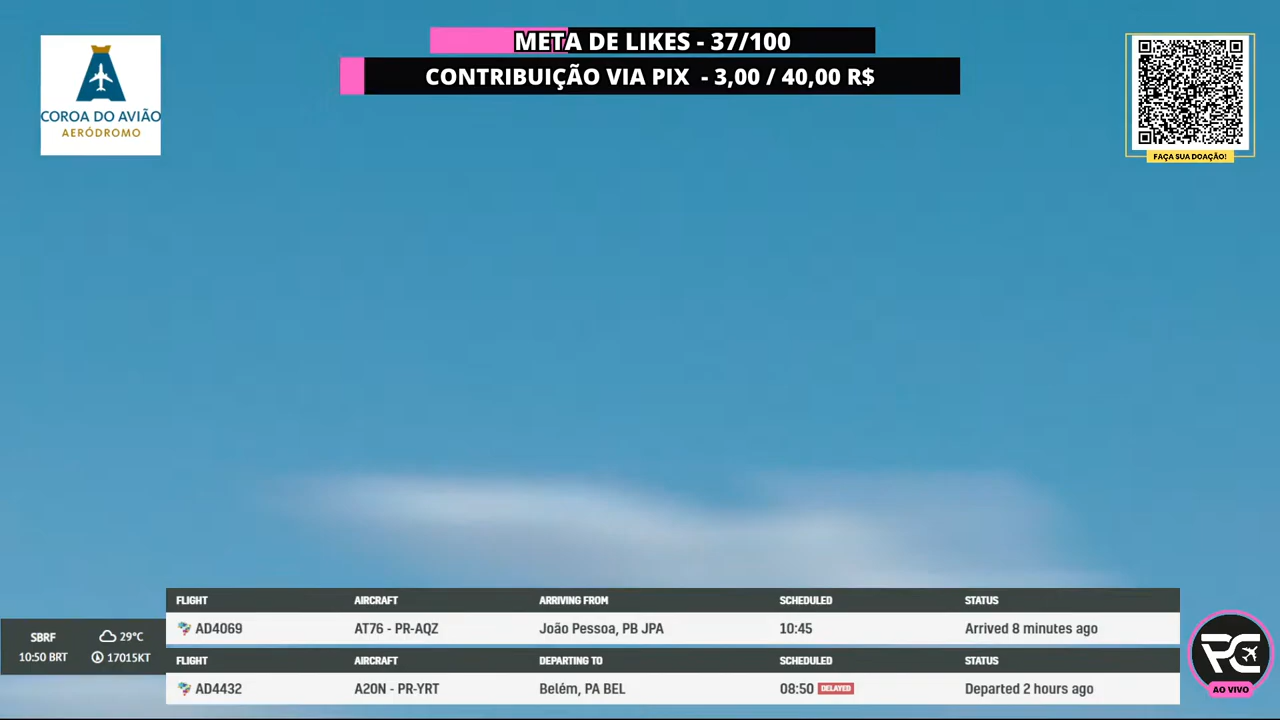 META DE LIKES - 37/100
CONTRIBUIÇÃO VIA PIX - 3,00 / 40,00 R$
COROA DO AVIÃO
AERÓDROMO
FAÇA SUA DOAÇÃO!
FLIGHT AIRCRAFT ARRIVING FROM SCHEDULED STATUS
AD4069 AT76 - PR-AQZ João Pessoa, PB JPA 10:45 Arrived 8 minutes ago
SBRF 29°C
10:50 BRT 17015KT
FLIGHT AIRCRAFT DEPARTING TO SCHEDULED STATUS
AD4432 A20N - PR-YRT Belém, PA BEL 08:50 DELAYED Departed 2 hours ago
PC
AO VIVO